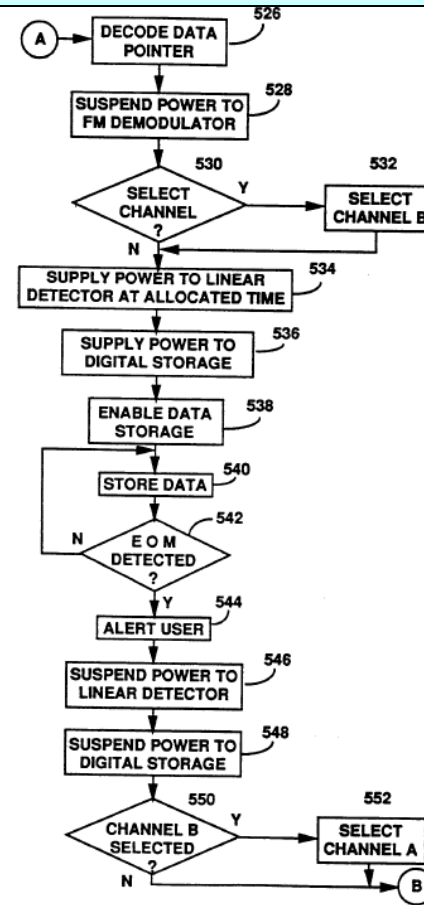 526
A
DECODE DATA
POINTER
528
SUSPEND POWER TO
FM DEMODULATOR
530
532
SELECT
CHANNEL
?
Y
SELECT
CHANNEL B
N
SUPPLY POWER TO LINEAR
DETECTOR AT ALLOCATED TIME
534
SUPPLY POWER TO
DIGITAL STORAGE
536
ENABLE DATA
STORAGE
538
STORE DATA
540
542
N
E O M
DETECTED
?
Y
544
ALERT USER
546
SUSPEND POWER TO
LINEAR DETECTOR
548
SUSPEND POWER TO
DIGITAL STORAGE
550
552
CHANNEL B
SELECTED
?
Y
SELECT
CHANNEL A
N
B